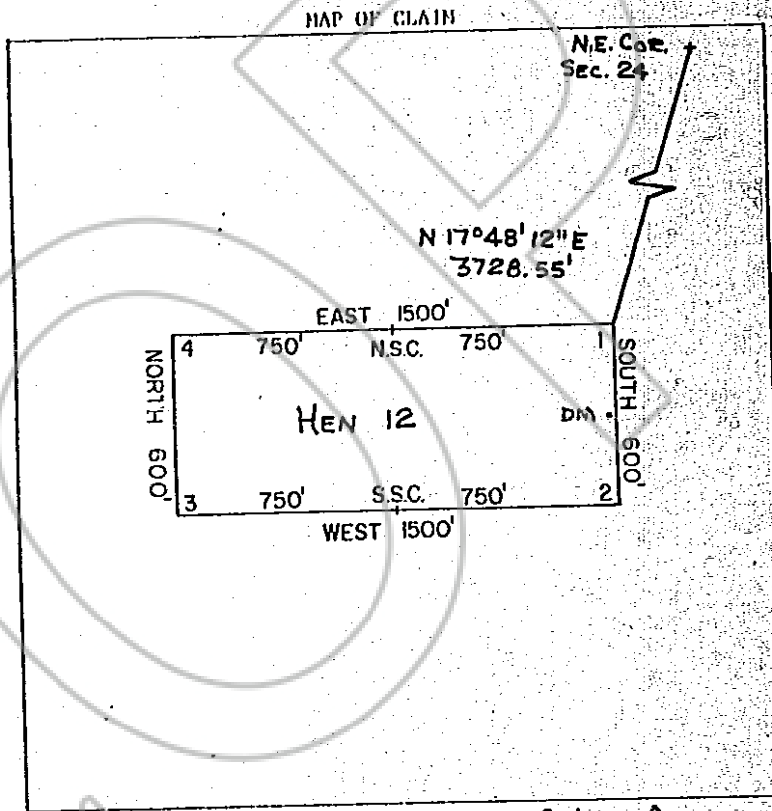 MAP OF CLAIM
N.E. COR.
SEC. 24
N 17°48'12"E
3728.55'
EAST 1500'
4 750' N.S.C. 750' 1
NORTH 600'
HEN 12
DM
SOUTH 600'
3 750' S.S.C. 750' 2
WEST 1500'